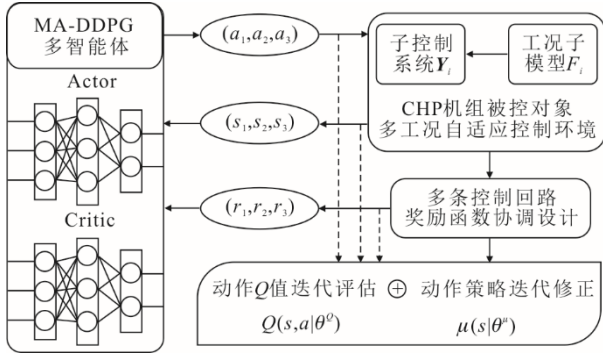 MA-DDPG
多智能体
Actor
Critic
(a₁,a₂,a₃)
(s₁,s₂,s₃)
(r₁,r₂,r₃)
子控制
系统Yᵢ
工况子
模型Fᵢ
CHP机组被控对象
多工况自适应控制环境
多条控制回路
奖励函数协调设计
动作Q值迭代评估 ⊕ 动作策略迭代修正
Q(s,a|θ^Q) μ(s|θ^μ)